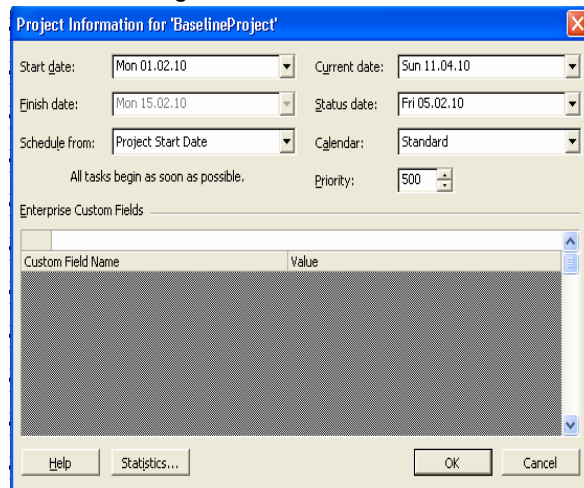 Project Information for 'BaselineProject'
Start date: Mon 01.02.10 Current date: Sun 11.04.10
Finish date: Mon 15.02.10 Status date: Fri 05.02.10
Schedule from: Project Start Date Calendar: Standard
All tasks begin as soon as possible. Priority: 500
Enterprise Custom Fields
Custom Field Name Value
Help Statistics... OK Cancel